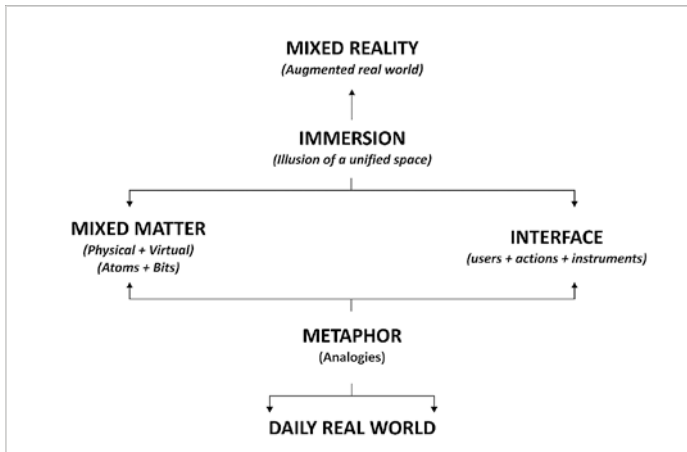 MIXED REALITY
(Augmented real world)
IMMERSION
(Illusion of a unified space)
MIXED MATTER
(Physical + Virtual)
(Atoms + Bits)
INTERFACE
(users + actions + instruments)
METAPHOR
(Analogies)
DAILY REAL WORLD